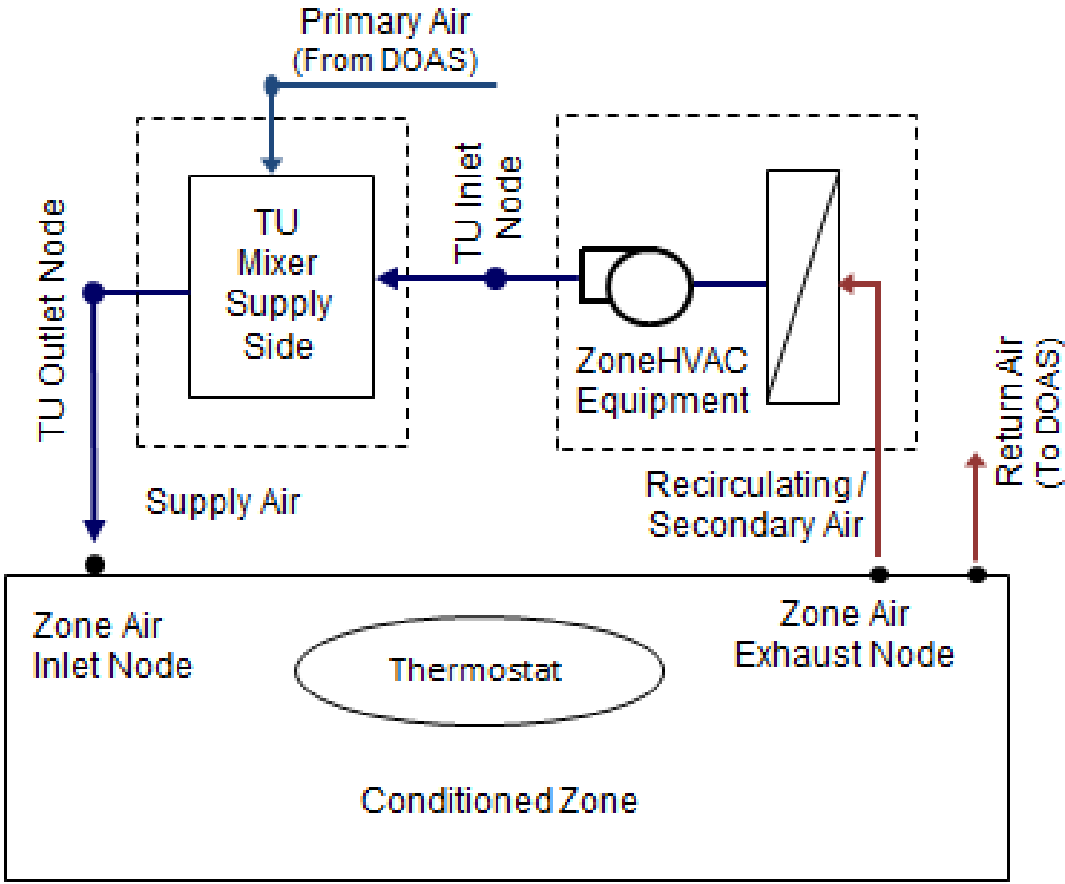 Primary Air
(From DOAS)
TU Outlet Node
TU
Mixer
Supply
Side
TU Inlet
Node
ZoneHVAC
Equipment
Return Air
(To DOAS)
Supply Air
Recirculating /
Secondary Air
Zone Air
Inlet Node
Thermostat
Zone Air
Exhaust Node
Conditioned Zone